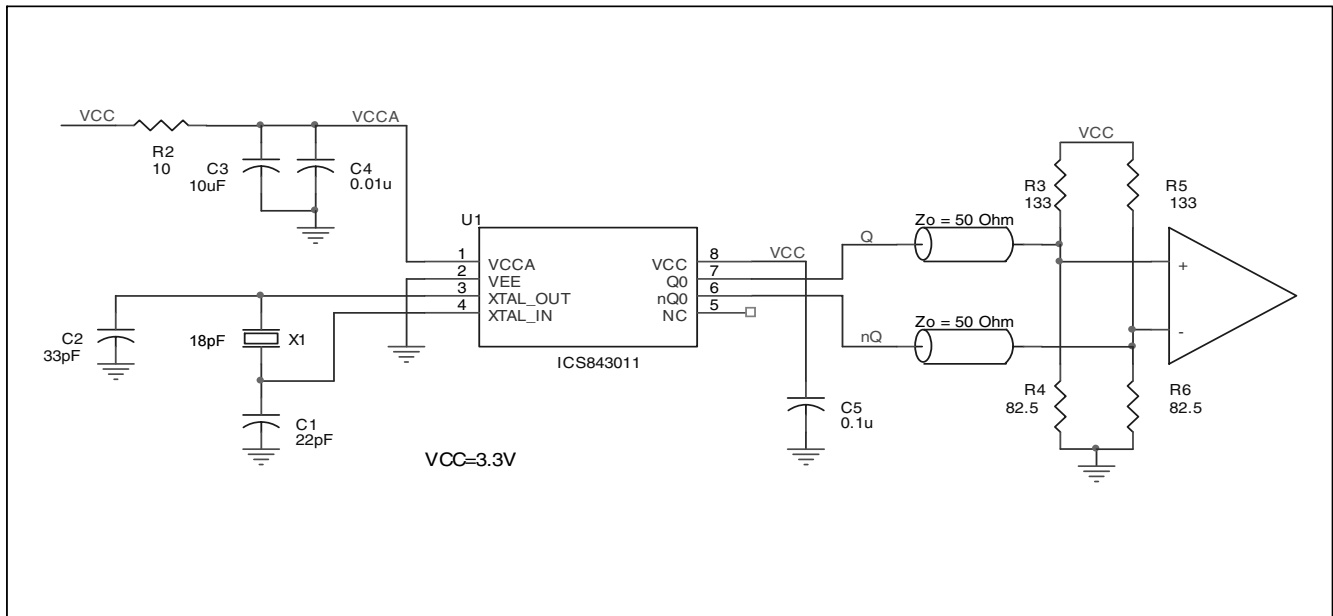 VCC
VCCA
R2
10
C3
10uF
C4
0.01u
VCC
R3
133
R5
133
U1
Zo = 50 Ohm
Q
1
VCCA
8
VCC
VCC
2
VEE
7
Q0
3
XTAL_OUT
6
nQ0
4
XTAL_IN
5
NC
+
-
C2
33pF
18pF
X1
ICS843011
nQ
Zo = 50 Ohm
C1
22pF
C5
0.1u
R4
82.5
R6
82.5
VCC=3.3V